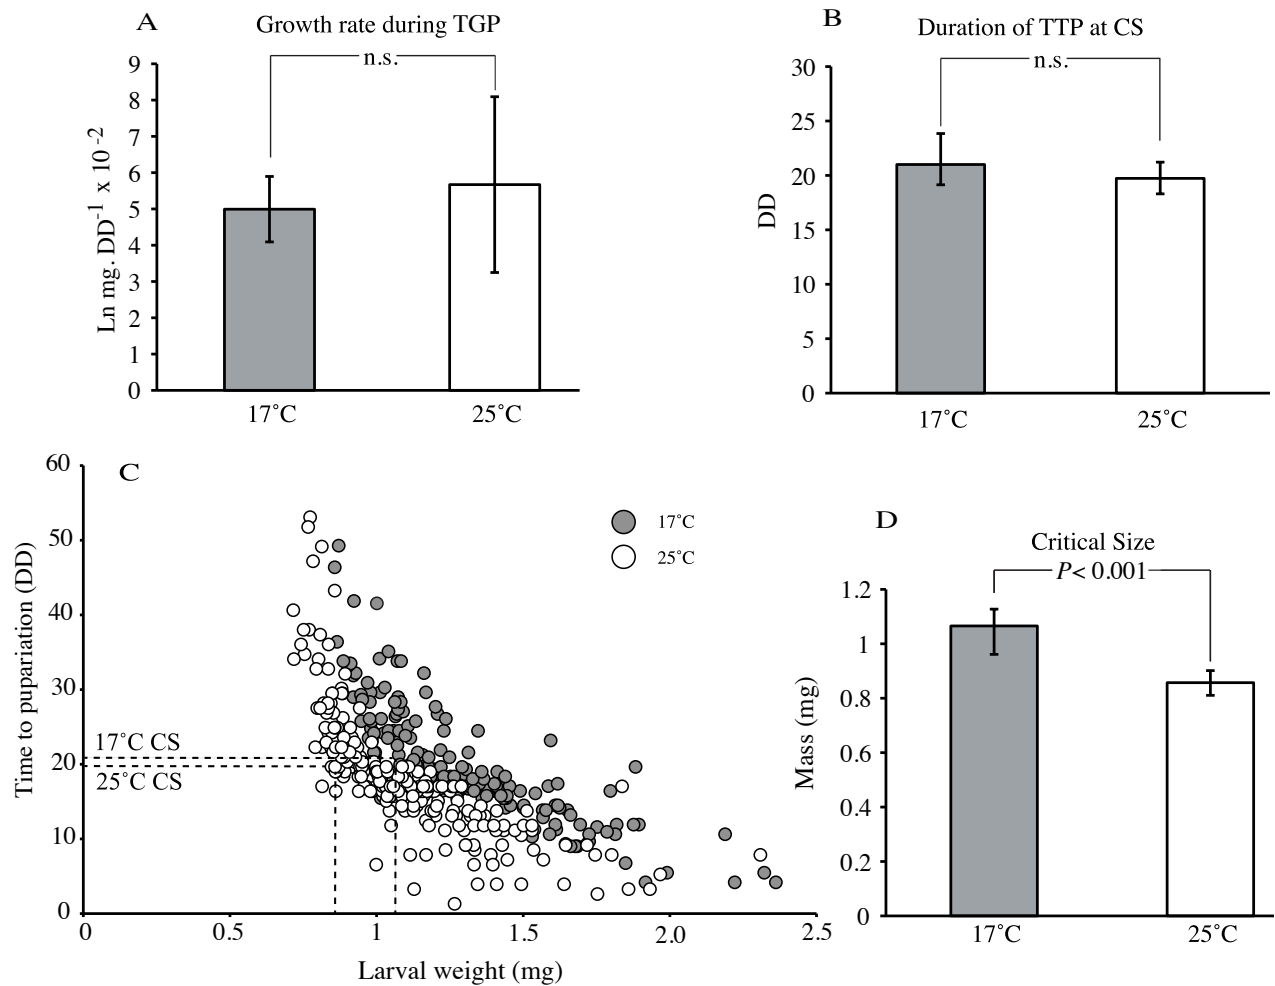 A
Growth rate during TGP
n.s.
9
8
7
6
5
4
3
2
1
0
Ln mg. DD-1 x 10-2
17˚C
25˚C
B
Duration of TTP at CS
n.s.
30
25
20
15
10
5
0
DD
17˚C
25˚C
C
60
50
40
30
20
10
0
Time to pupariation (DD)
17˚C
25˚C
17˚C CS
25˚C CS
0
0.5
1
1.5
2.0
2.5
Larval weight (mg)
D
Critical Size
P< 0.001
1.2
1
0.8
0.6
0.4
0.2
0
Mass (mg)
17˚C
25˚C